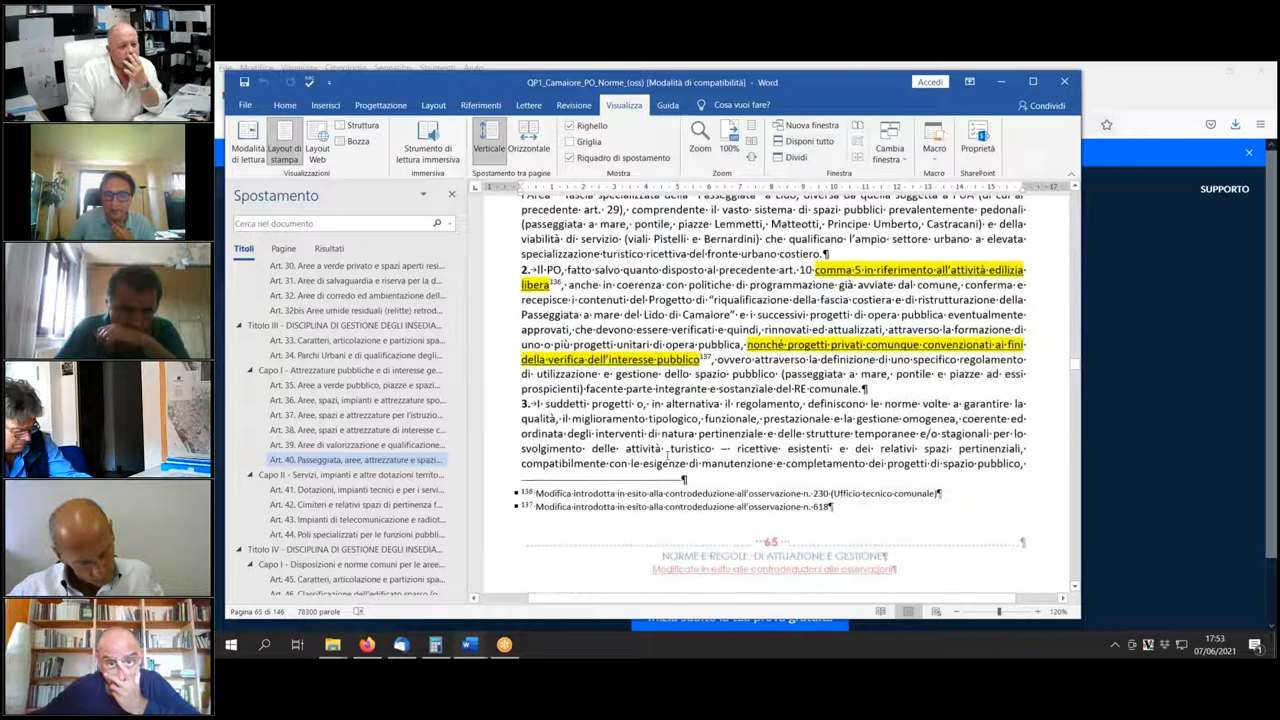 File Modifica Visualizza Cronologia Segnalibri Strumenti Aiuto
QP1_Camaiore_PO_Norme_(oss) [Modalità di compatibilità] - Word
Accedi
File Home Inserisci Progettazione Layout Riferimenti Lettere Revisione Visualizza Guida Cosa vuoi fare? Condividi
Modalità di lettura
Layout di stampa
Layout Web
Struttura
Bozza
Visualizzazioni
Strumento di lettura immersiva
Immersiva
Verticale
Orizzontale
Spostamento tra pagine
Righello
Griglia
Riquadro di spostamento
Mostra
Zoom
100%
Zoom
Nuova finestra
Disponi tutto
Dividi
Cambia finestra
Finestra
Macro
Macro
Proprietà
SharePoint
SUPPORTO
Spostamento
Cerca nel documento
Titoli Pagine Risultati
Art. 30. Aree a verde privato e spazi aperti resi...
Art. 31. Aree di salvaguardia e riserva per la d...
Art. 32. Aree di corredo ed ambientazione dell...
Art. 32bis Aree umide residuali (relitte) retrod...
Titolo III - DISCIPLINA DI GESTIONE DEGLI INSEDIA...
Art. 33. Caratteri, articolazione e partizioni spa...
Art. 34. Parchi Urbani e di qualificazione degli...
Capo I - Attrezzature pubbliche e di interesse ge...
Art. 35. Aree a verde pubblico, piazze e spazi...
Art. 36. Aree, spazi, impianti e attrezzature spo...
Art. 37. Aree, spazi e attrezzature per l'istruzio...
Art. 38. Aree, spazi e attrezzature di interesse c...
Art. 39. Aree di valorizzazione e qualificazione...
Art. 40. Passeggiata, aree, attrezzature e spazi...
Capo II - Servizi, impianti e altre dotazioni territo...
Art. 41. Dotazioni, impianti tecnici e per i servi...
Art. 42. Cimiteri e relativi spazi di pertinenza e...
Art. 43. Impianti di telecomunicazione e radiot...
Art. 44. Poli specializzati per le funzioni pubbli...
Titolo IV - DISCIPLINA DI GESTIONE DEGLI INSEDIA...
Capo I - Disposizioni e norme comuni per le aree...
Art. 45. Caratteri, articolazione e partizioni spa...
Art. 46. Classificazione dell'edificato sparso (o...
precedente art. 29), comprende il vasto sistema di spazi pubblici prevalentemente pedonali
(passeggiata a mare, pontile, piazze Lemmetti, Matteotti, Principe Umberto, Castracani) e della
viabilità di servizio (viali Pistelli e Bernardini) che qualificano l'ampio settore urbano a elevata
specializzazione turistico ricettiva del fronte urbano costiero.¶
2. Il PO, fatto salvo quanto disposto al precedente art. 10 comma 5 in riferimento all'attività edilizia
libera136, anche in coerenza con politiche di programmazione già avviate dal comune, conferma e
recepisce i contenuti del Progetto di "riqualificazione della fascia costiera e di ristrutturazione della
Passeggiata a mare del Lido di Camaiore" e i successivi progetti di opera pubblica eventualmente
approvati, che devono essere verificati e quindi, rinnovati ed attualizzati, attraverso la formazione di
uno o più progetti unitari di opera pubblica, nonché progetti privati comunque convenzionati ai fini
della verifica dell'interesse pubblico137, ovvero attraverso la definizione di uno specifico regolamento
di utilizzazione e gestione dello spazio pubblico (passeggiata a mare, pontile e piazze ad essi
prospicienti) facente parte integrante e sostanziale del RE comunale.¶
3. I suddetti progetti o, in alternativa il regolamento, definiscono le norme volte a garantire la
qualità, il miglioramento tipologico, funzionale, prestazionale e la gestione omogenea, coerente ed
ordinata degli interventi di natura pertinenziale e delle strutture temporanee e/o stagionali per lo
svolgimento delle attività turistico – ricettive esistenti e dei relativi spazi pertinenziali,
compatibilmente con le esigenze di manutenzione e completamento dei progetti di spazio pubblico,
136 Modifica introdotta in esito alla controdeduzione all'osservazione n. 230 (Ufficio tecnico comunale)¶
137 Modifica introdotta in esito alla controdeduzione all'osservazione n. 618¶
65
NORME E REGOLE DI ATTUAZIONE E GESTIONE¶
Modificate in esito alle controdeduzioni alle osservazioni¶
Pagina 65 di 146 78300 parole 120%
17:53
07/06/2021